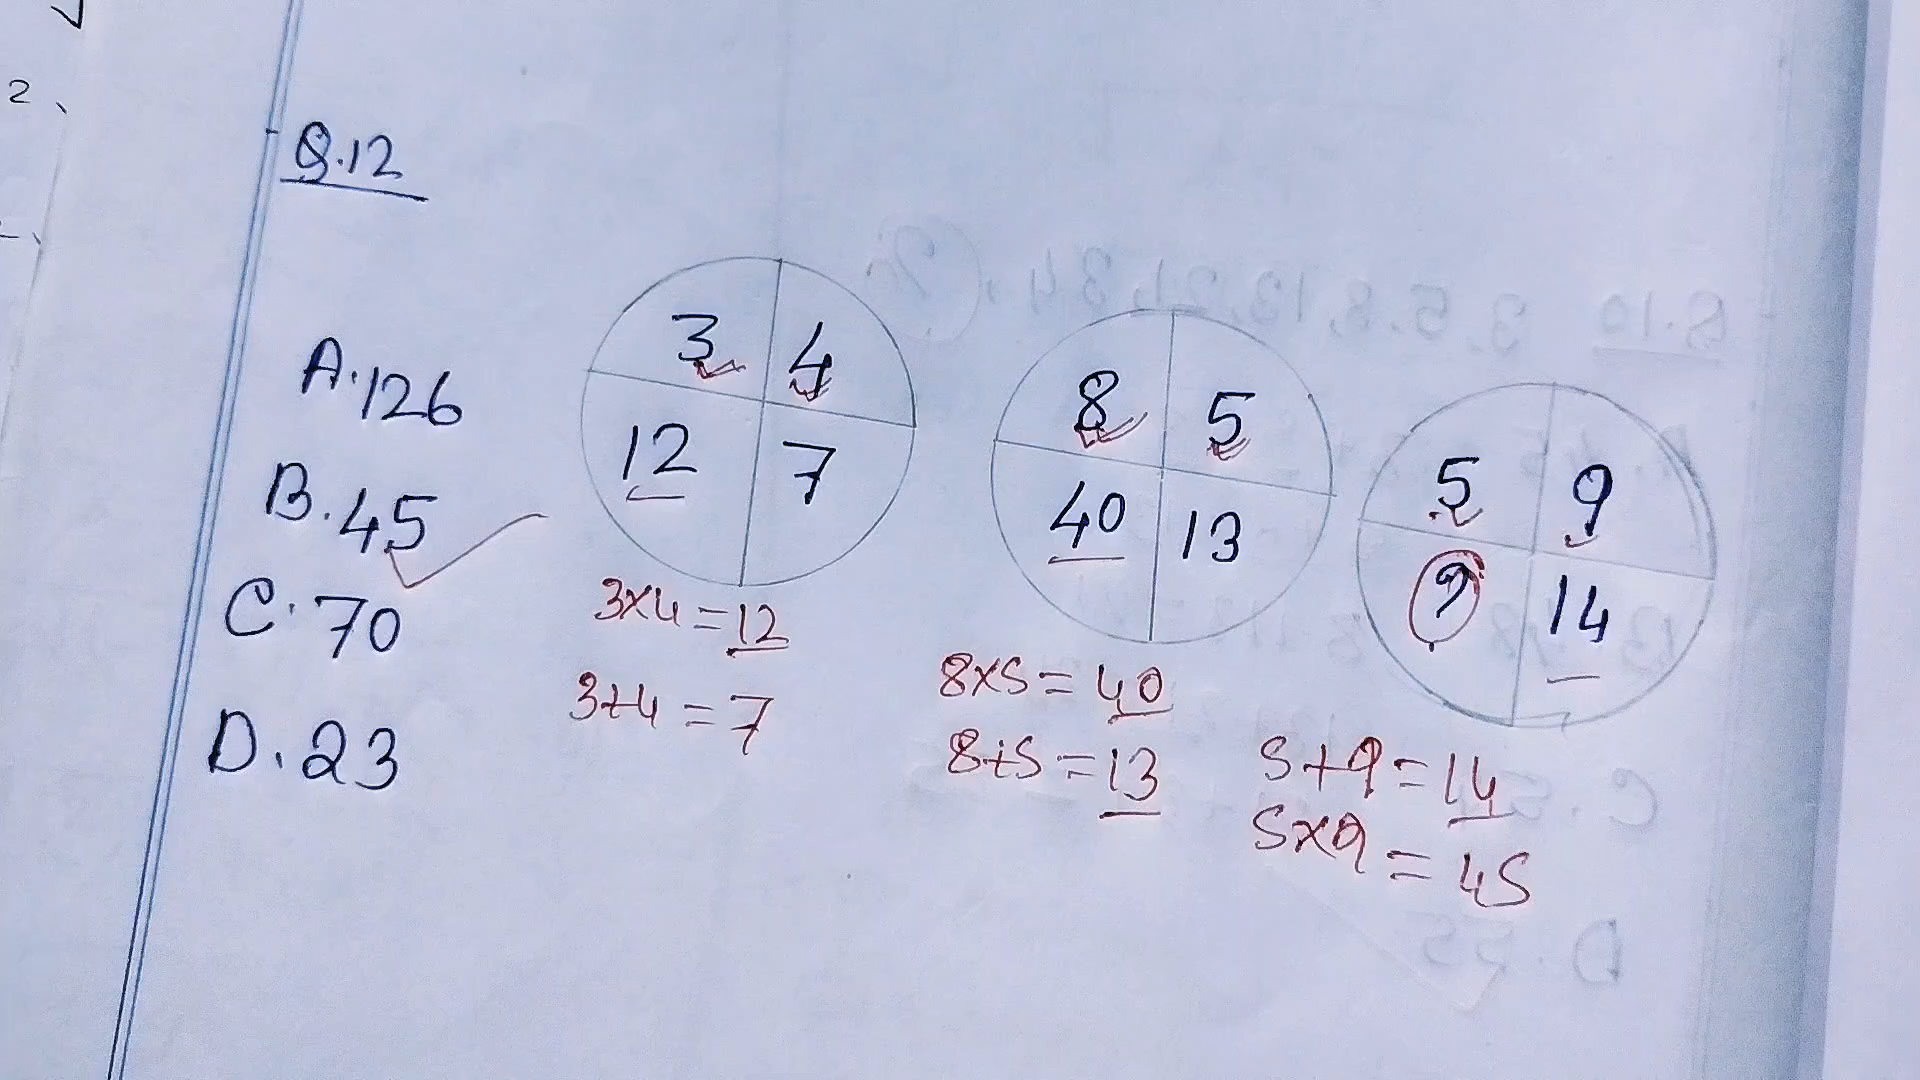 2.
Q.12
A.126
B.45
C.70
D.23
3 4
12 7
3x4=12
3+4=7
8 5
40 13
8x5=40
8+5=13
5 9
? 14
5+9=14
5x9=45